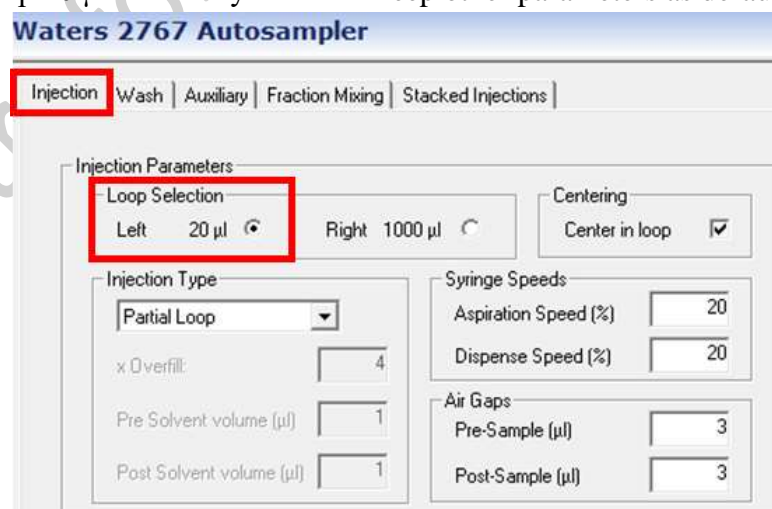 Waters 2767 Autosampler
Injection Wash Auxiliary Fraction Mixing Stacked Injections
Injection Parameters
Loop Selection
Left 20 µl Right 1000 µl
Centering
Center in loop
Injection Type
Partial Loop
x Overfill: 4
Pre Solvent volume (µl) 1
Post Solvent volume (µl) 1
Syringe Speeds
Aspiration Speed (%) 20
Dispense Speed (%) 20
Air Gaps
Pre-Sample (µl) 3
Post-Sample (µl) 3